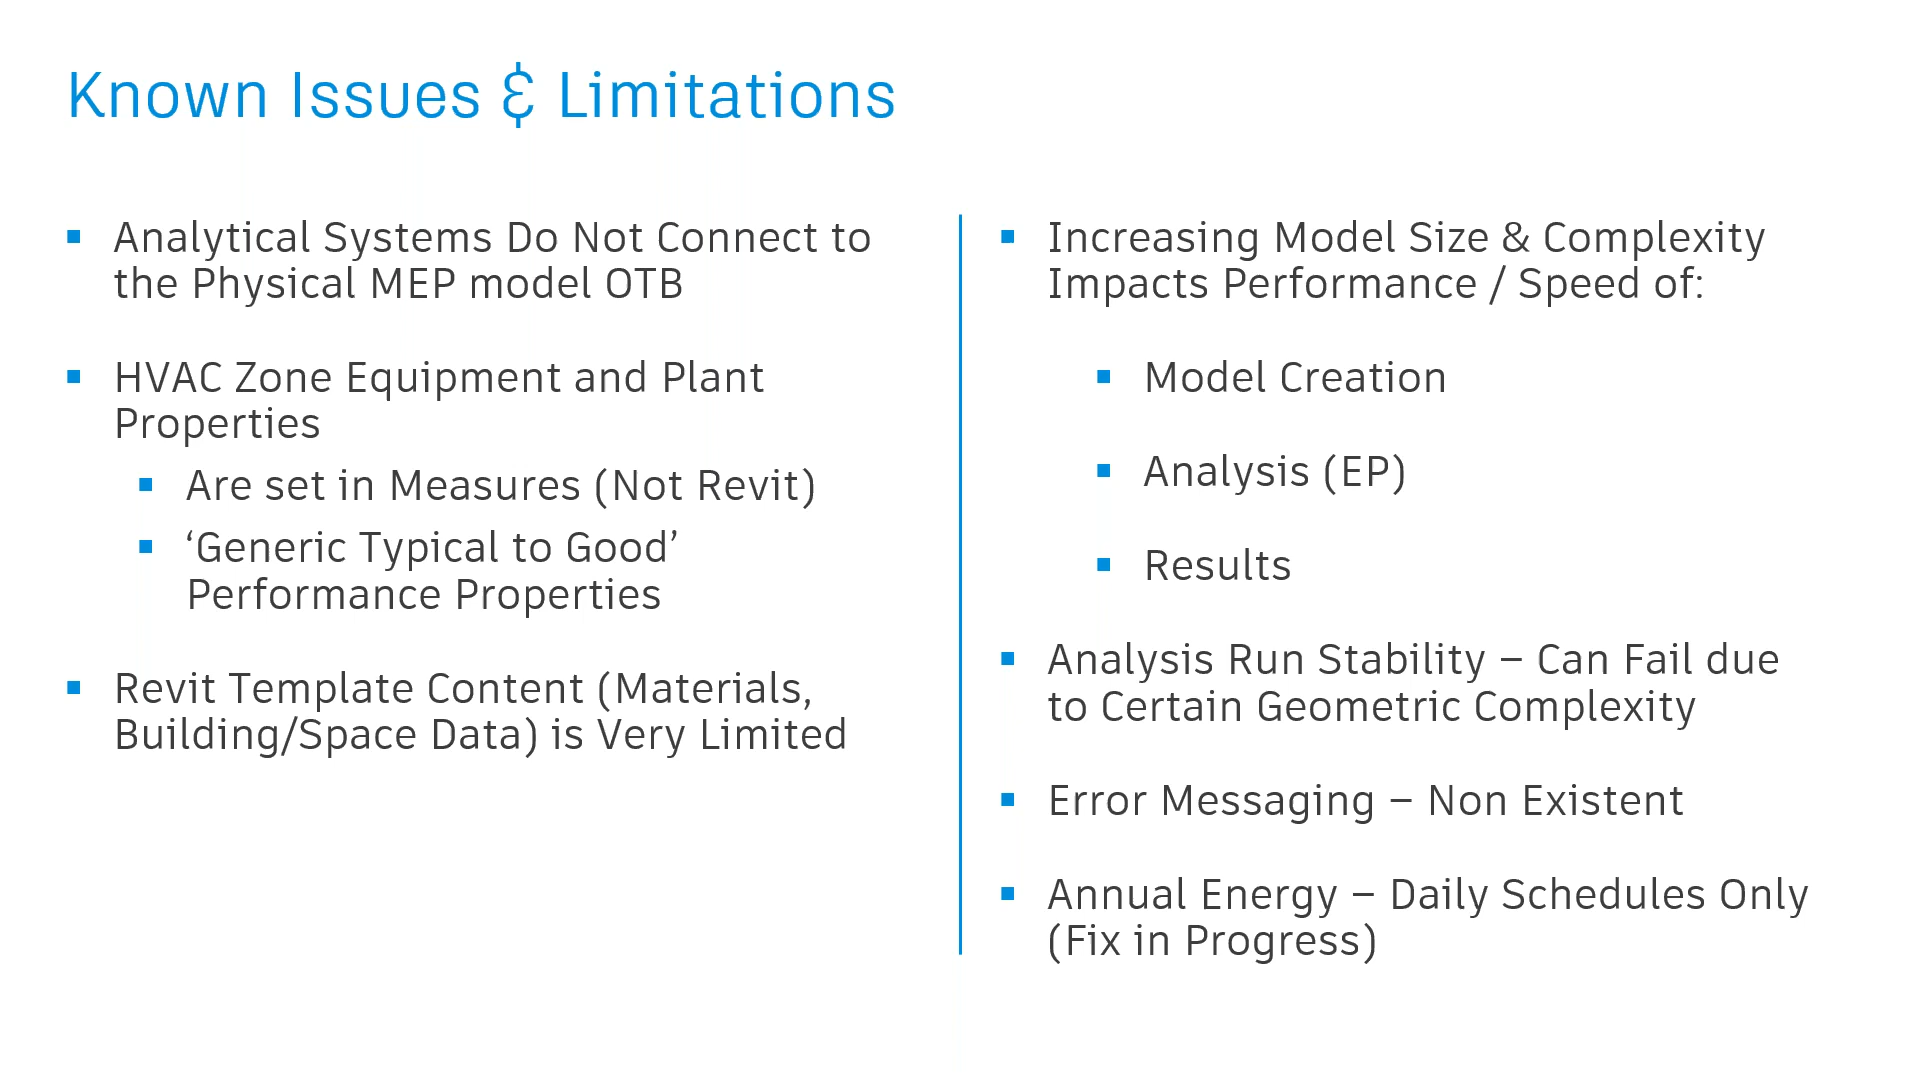 Known Issues & Limitations
Analytical Systems Do Not Connect to
the Physical MEP model OTB
HVAC Zone Equipment and Plant
Properties
Are set in Measures (Not Revit)
‘Generic Typical to Good’
Performance Properties
Revit Template Content (Materials,
Building/Space Data) is Very Limited
Increasing Model Size & Complexity
Impacts Performance / Speed of:
Model Creation
Analysis (EP)
Results
Analysis Run Stability – Can Fail due
to Certain Geometric Complexity
Error Messaging – Non Existent
Annual Energy – Daily Schedules Only
(Fix in Progress)